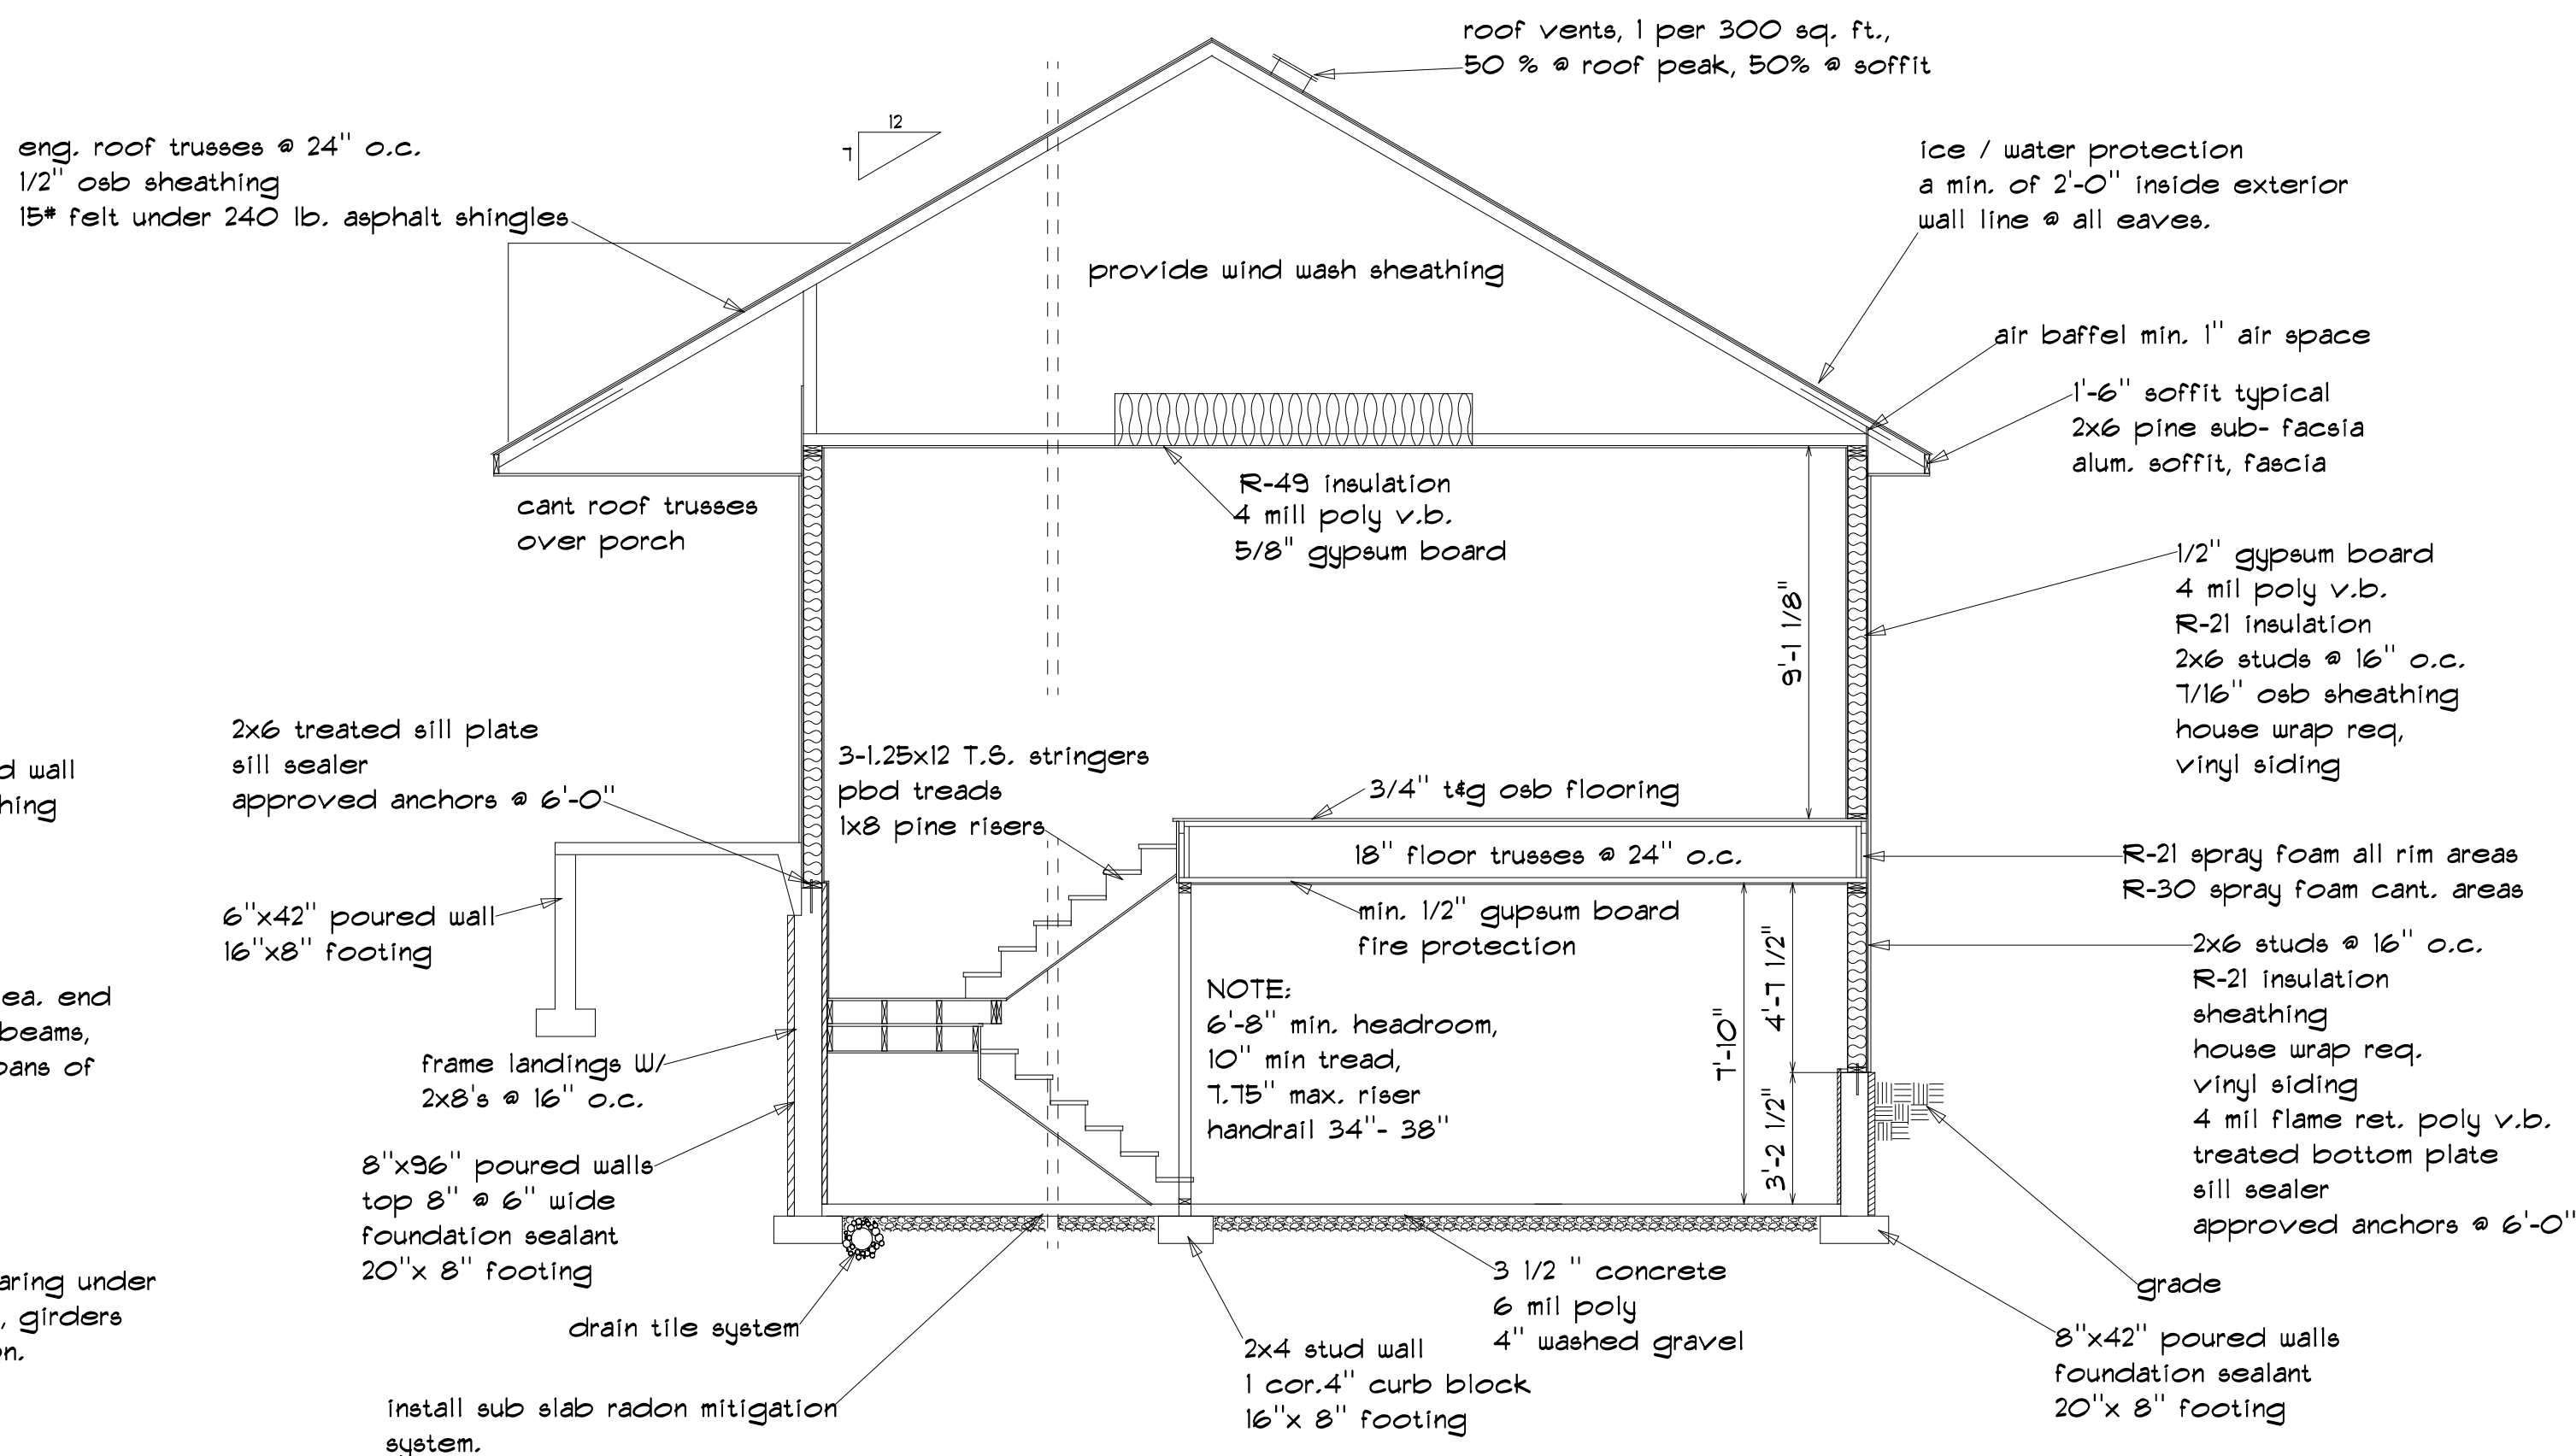 roof vents, 1 per 300 sq. ft.,
50 % @ roof peak, 50% @ soffit
12
7
eng. roof trusses @ 24" o.c.
1/2" osb sheathing
15# felt under 240 lb. asphalt shingles
ice / water protection
a min. of 2'-0" inside exterior
wall line @ all eaves.
provide wind wash sheathing
air baffel min. 1" air space
1'-6" soffit typical
2x6 pine sub- facsia
alum. soffit, fascia
cant roof trusses
over porch
R-49 insulation
4 mill poly v.b.
5/8" gypsum board
9'-1 1/8"
1/2" gypsum board
4 mil poly v.b.
R-21 insulation
2x6 studs @ 16" o.c.
7/16" osb sheathing
house wrap req,
vinyl siding
2x6 treated sill plate
sill sealer
approved anchors @ 6'-0"
d wall
hing
3-1.25x12 T.S. stringers
pbd treads
1x8 pine risers
3/4" t&g osb flooring
18" floor trusses @ 24" o.c.
R-21 spray foam all rim areas
R-30 spray foam cant. areas
6"x42" poured wall
16"x8" footing
min. 1/2" gupsum board
fire protection
2x6 studs @ 16" o.c.
R-21 insulation
sheathing
house wrap req.
vinyl siding
4 mil flame ret. poly v.b.
treated bottom plate
sill sealer
approved anchors @ 6'-0"
ea. end
beams,
pans of
NOTE:
6'-8" min. headroom,
10" min tread,
7.75" max. riser
handrail 34"- 38"
7'-10"
4'-7 1/2"
3'-2 1/2"
frame landings W/
2x8's @ 16" o.c.
8"x96" poured walls
top 8" @ 6" wide
foundation sealant
20"x 8" footing
aring under
, girders
on.
drain tile system
3 1/2 " concrete
6 mil poly
4" washed gravel
grade
2x4 stud wall
1 cor.4" curb block
16"x 8" footing
8"x42" poured walls
foundation sealant
20"x 8" footing
install sub slab radon mitigation
system.